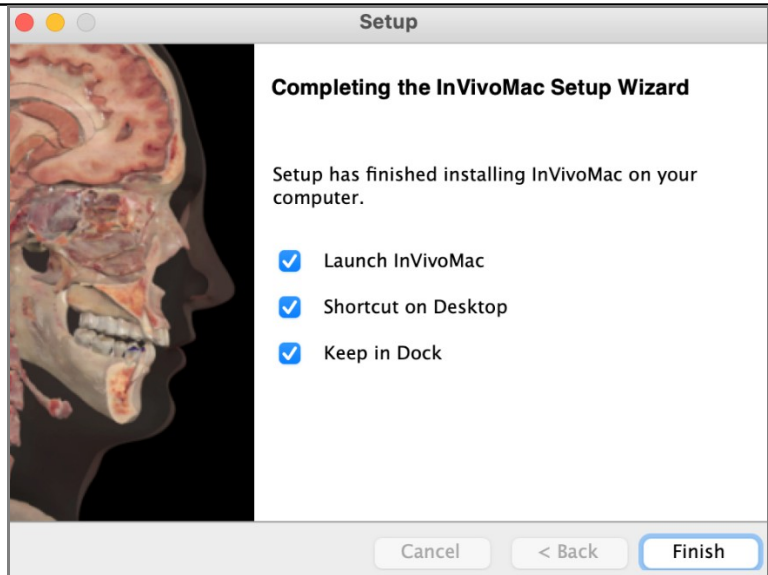 Setup
Completing the InVivoMac Setup Wizard
Setup has finished installing InVivoMac on your
computer.
Launch InVivoMac
Shortcut on Desktop
Keep in Dock
Cancel
< Back
Finish